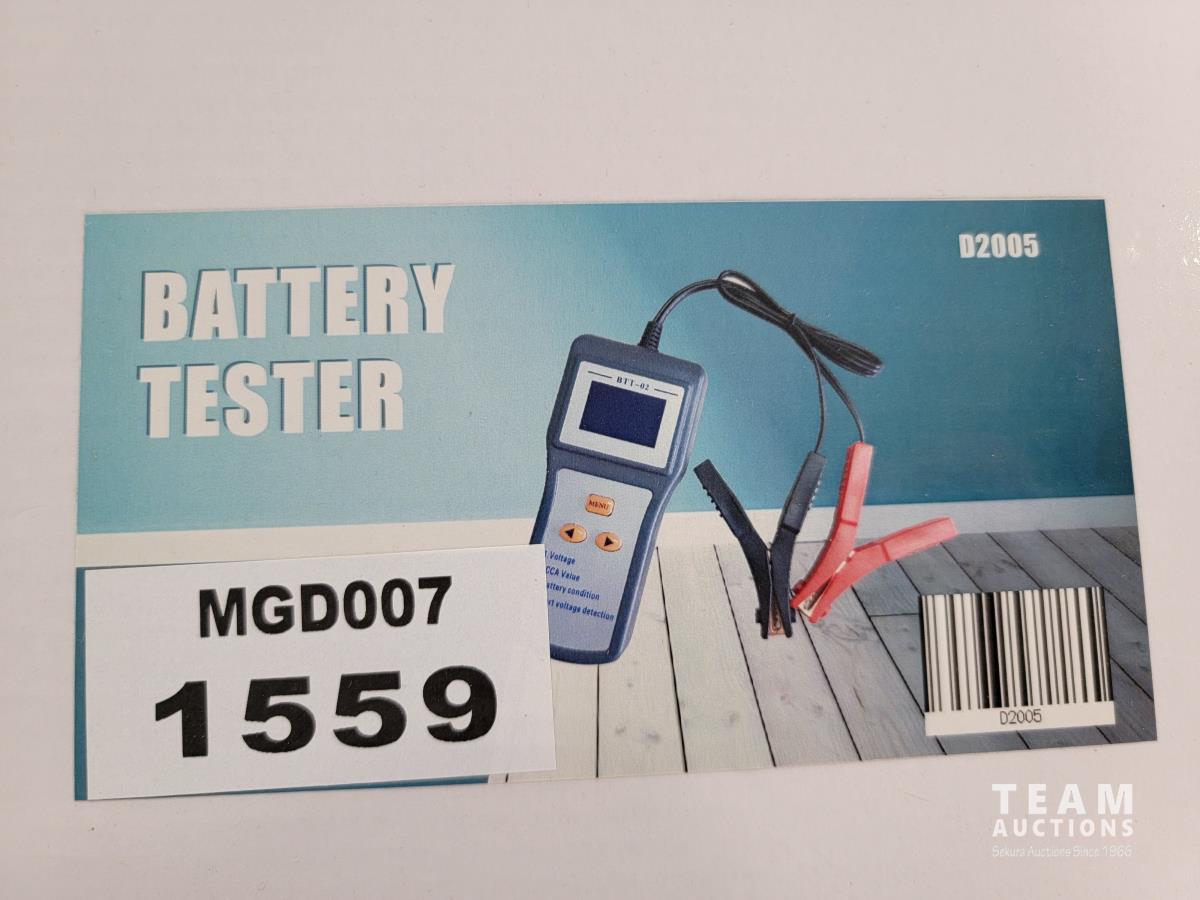 D2005
BATTERY
TESTER
BTT-02
MENU
Voltage
CCA Value
condition
voltage detection
MGD007
1559
D2005
TEAM
AUCTIONS
Sekura Auctions Since 1966